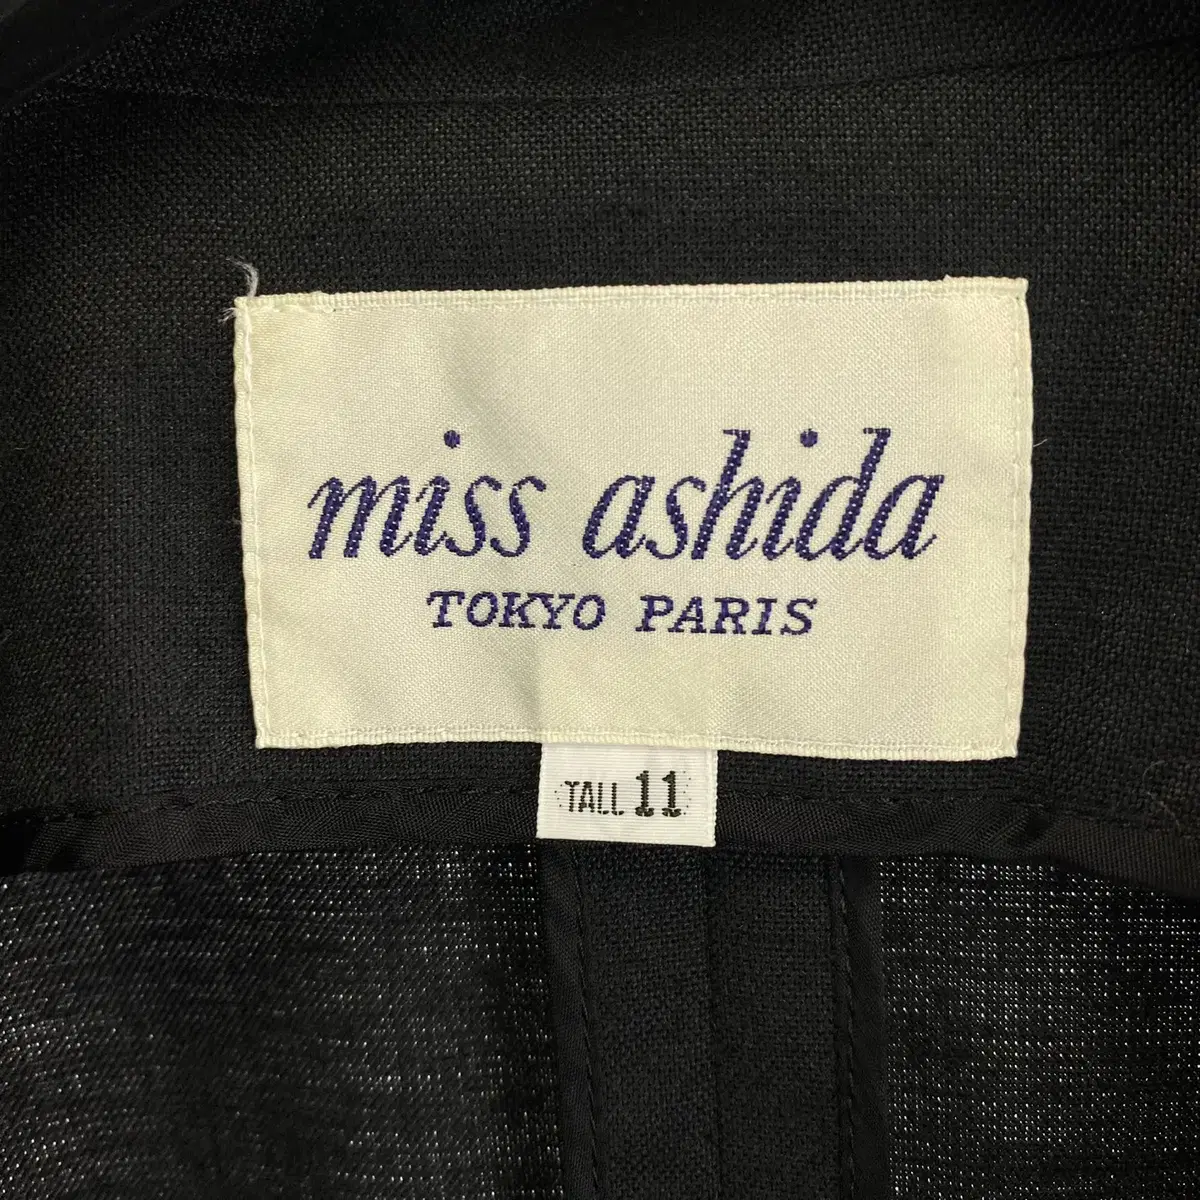 miss ashida
TOKYO PARIS
TALL 11